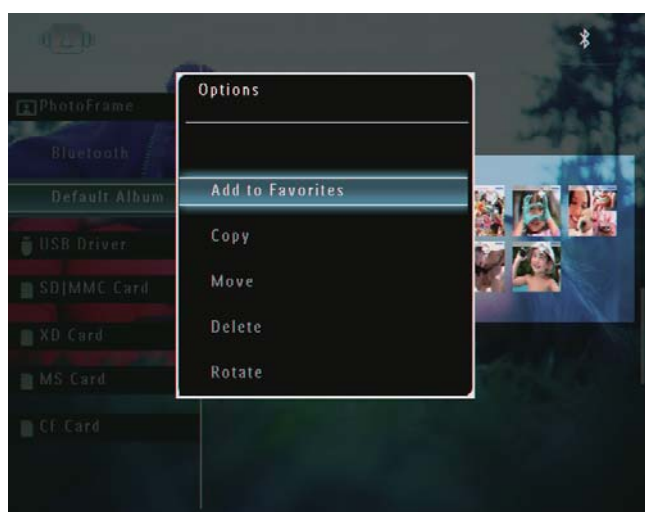 Options
PhotoFrame
Bluetooth
Add to Favorites
Default Album
Copy
USB Driver
Move
SD|MMC Card
Delete
XD Card
Rotate
MS Card
CF Card